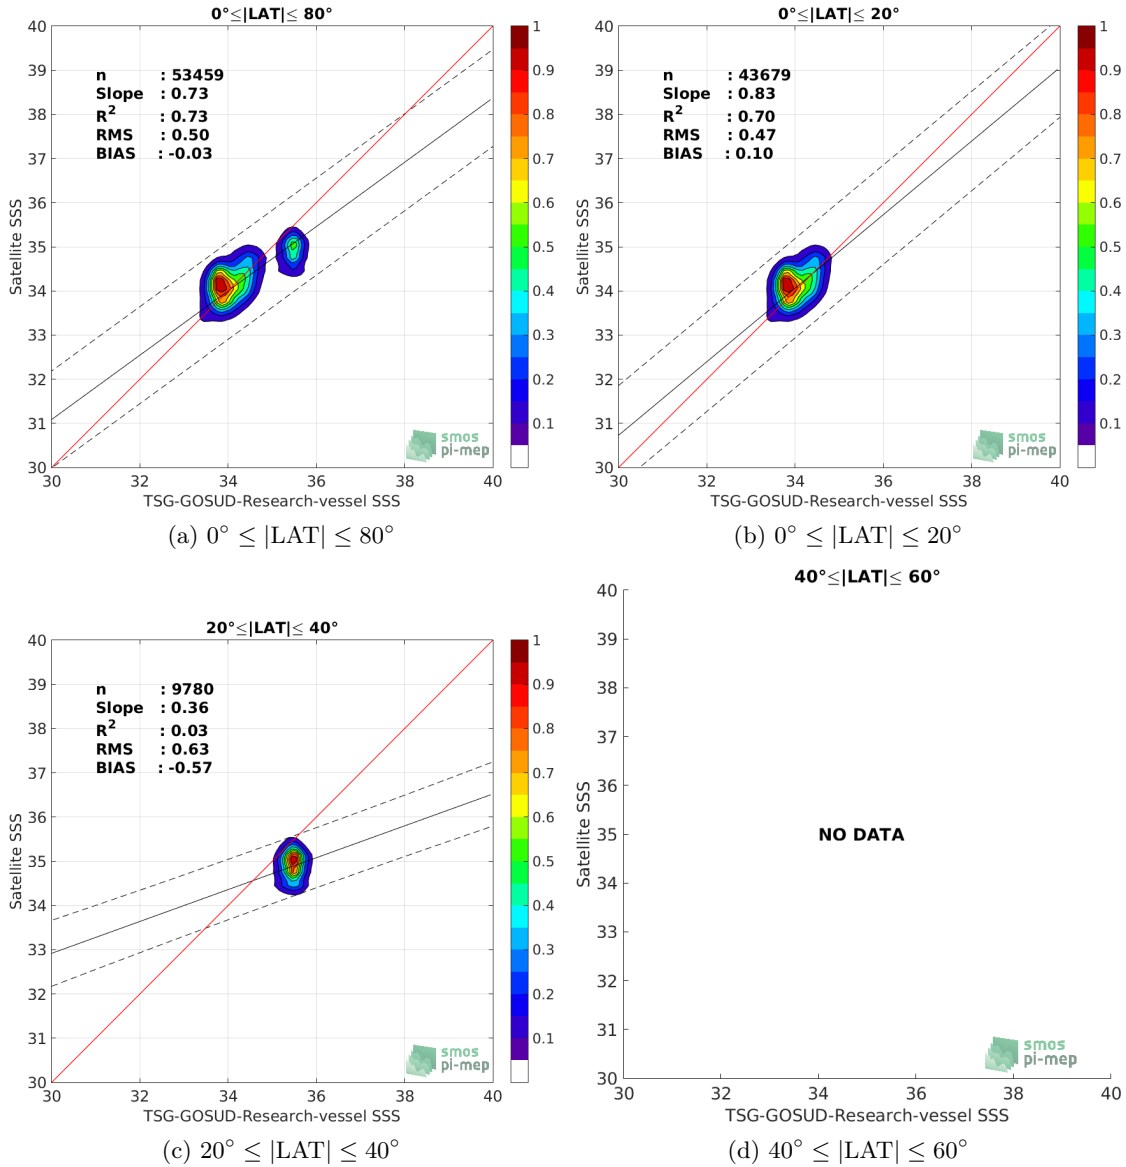 0°≤|LAT|≤ 80°
40
39
38
37
36
35
34
33
32
31
30
Satellite SSS
n : 53459
Slope : 0.73
R² : 0.73
RMS : 0.50
BIAS : -0.03
smos
pi-mep
30 32 34 36 38 40
TSG-GOSUD-Research-vessel SSS
1
0.9
0.8
0.7
0.6
0.5
0.4
0.3
0.2
0.1
(a) 0° ≤ |LAT| ≤ 80°
0°≤|LAT|≤ 20°
40
39
38
37
36
35
34
33
32
31
30
Satellite SSS
n : 43679
Slope : 0.83
R² : 0.70
RMS : 0.47
BIAS : 0.10
smos
pi-mep
30 32 34 36 38 40
TSG-GOSUD-Research-vessel SSS
1
0.9
0.8
0.7
0.6
0.5
0.4
0.3
0.2
0.1
(b) 0° ≤ |LAT| ≤ 20°
20°≤|LAT|≤ 40°
40
39
38
37
36
35
34
33
32
31
30
Satellite SSS
n : 9780
Slope : 0.36
R² : 0.03
RMS : 0.63
BIAS : -0.57
smos
pi-mep
30 32 34 36 38 40
TSG-GOSUD-Research-vessel SSS
1
0.9
0.8
0.7
0.6
0.5
0.4
0.3
0.2
0.1
(c) 20° ≤ |LAT| ≤ 40°
40°≤|LAT|≤ 60°
40
39
38
37
36
35
34
33
32
31
30
Satellite SSS
NO DATA
smos
pi-mep
30 32 34 36 38 40
TSG-GOSUD-Research-vessel SSS
(d) 40° ≤ |LAT| ≤ 60°